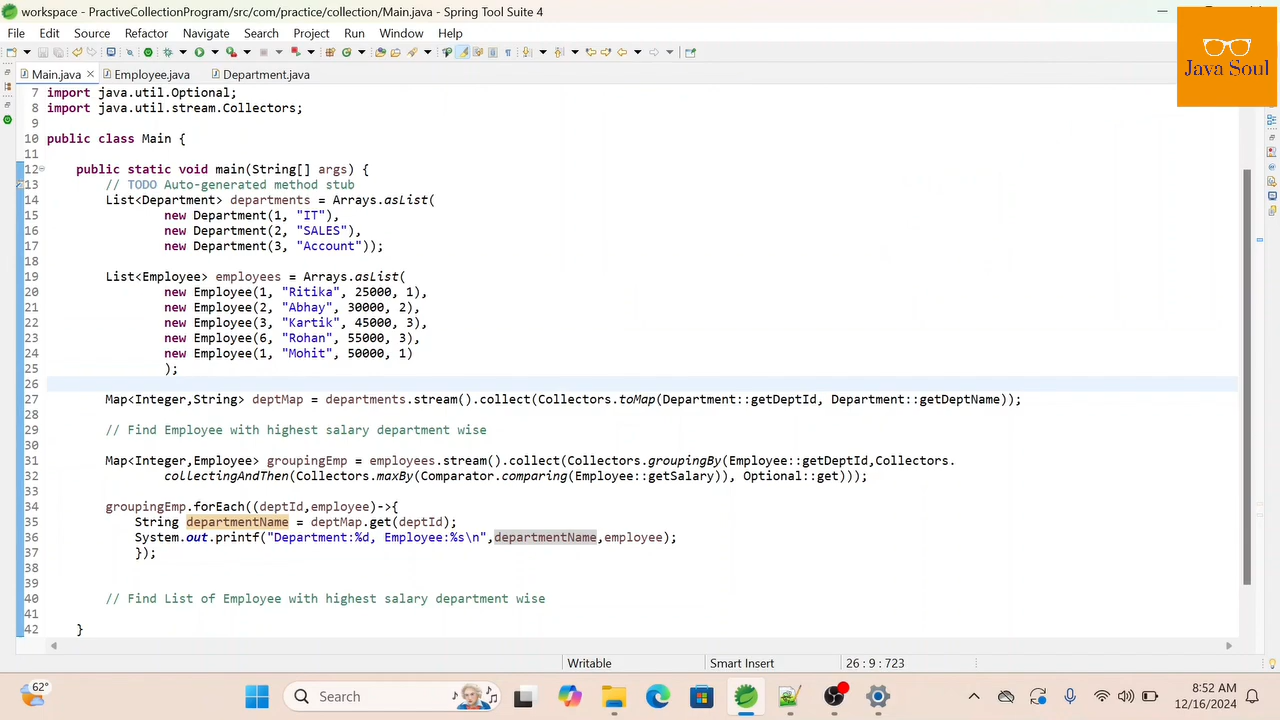 workspace - PractiveCollectionProgram/src/com/practice/collection/Main.java - Spring Tool Suite 4
File Edit Source Refactor Navigate Search Project Run Window Help
Java Soul
Main.java Employee.java Department.java
7 import java.util.Optional;
8 import java.util.stream.Collectors;
9
10 public class Main {
11
12 public static void main(String[] args) {
13 // TODO Auto-generated method stub
14 List<Department> departments = Arrays.asList(
15 new Department(1, "IT"),
16 new Department(2, "SALES"),
17 new Department(3, "Account"));
18
19 List<Employee> employees = Arrays.asList(
20 new Employee(1, "Ritika", 25000, 1),
21 new Employee(2, "Abhay", 30000, 2),
22 new Employee(3, "Kartik", 45000, 3),
23 new Employee(6, "Rohan", 55000, 3),
24 new Employee(1, "Mohit", 50000, 1)
25 );
26
27 Map<Integer,String> deptMap = departments.stream().collect(Collectors.toMap(Department::getDeptId, Department::getDeptName));
28
29 // Find Employee with highest salary department wise
30
31 Map<Integer,Employee> groupingEmp = employees.stream().collect(Collectors.groupingBy(Employee::getDeptId,Collectors.
32 collectingAndThen(Collectors.maxBy(Comparator.comparing(Employee::getSalary)), Optional::get)));
33
34 groupingEmp.forEach((deptId,employee)->{
35 String departmentName = deptMap.get(deptId);
36 System.out.printf("Department:%d, Employee:%s\n",departmentName,employee);
37 });
38
39
40 // Find List of Employee with highest salary department wise
41
42 }
Writable Smart Insert 26 : 9 : 723
62°
Search
8:52 AM
12/16/2024